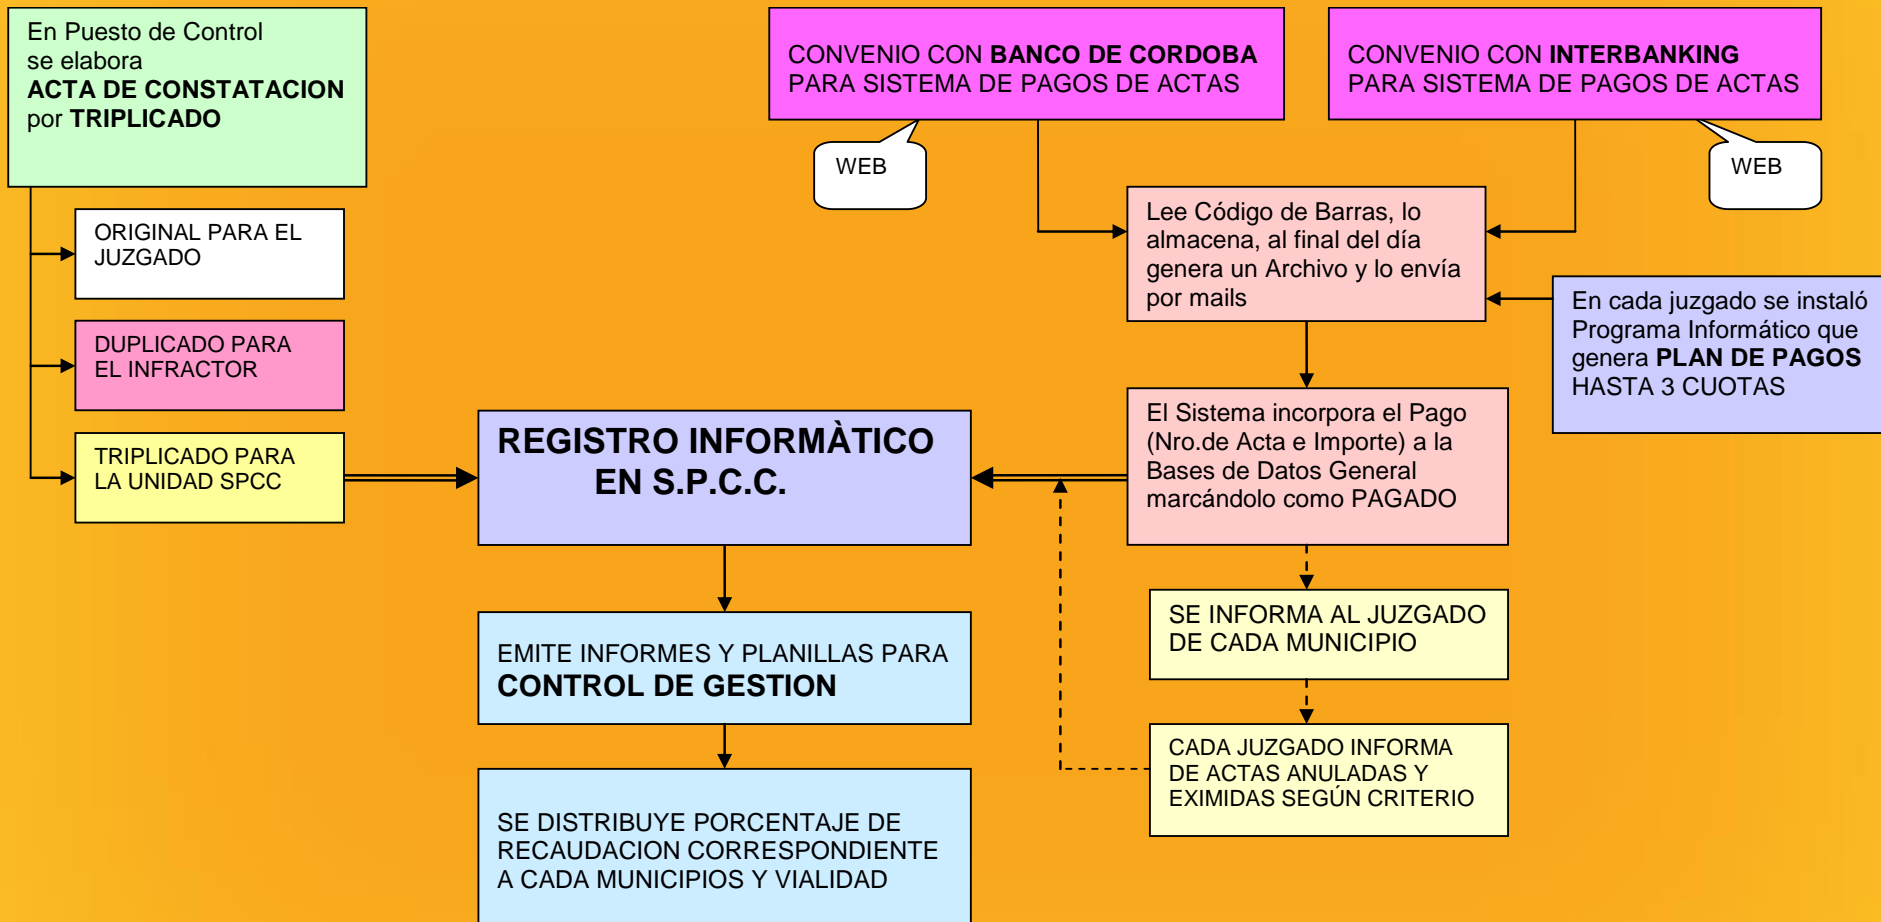 En Puesto de Control
se elabora
ACTA DE CONSTATACION
por TRIPLICADO
ORIGINAL PARA EL
JUZGADO
DUPLICADO PARA
EL INFRACTOR
TRIPLICADO PARA
LA UNIDAD SPCC
CONVENIO CON BANCO DE CORDOBA
PARA SISTEMA DE PAGOS DE ACTAS
WEB
CONVENIO CON INTERBANKING
PARA SISTEMA DE PAGOS DE ACTAS
WEB
Lee Código de Barras, lo
almacena, al final del día
genera un Archivo y lo envía
por mails
En cada juzgado se instaló
Programa Informático que
genera PLAN DE PAGOS
HASTA 3 CUOTAS
El Sistema incorpora el Pago
(Nro.de Acta e Importe) a la
Bases de Datos General
marcándolo como PAGADO
REGISTRO INFORMÀTICO
EN S.P.C.C.
EMITE INFORMES Y PLANILLAS PARA
CONTROL DE GESTION
SE DISTRIBUYE PORCENTAJE DE
RECAUDACION CORRESPONDIENTE
A CADA MUNICIPIOS Y VIALIDAD
SE INFORMA AL JUZGADO
DE CADA MUNICIPIO
CADA JUZGADO INFORMA
DE ACTAS ANULADAS Y
EXIMIDAS SEGÚN CRITERIO